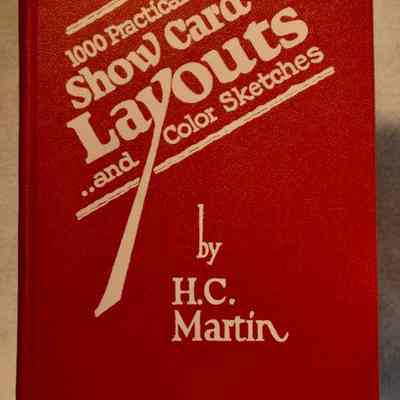 1000 Practical
Show Card
Layouts
..and Color Sketches
by
H.C.
Martin